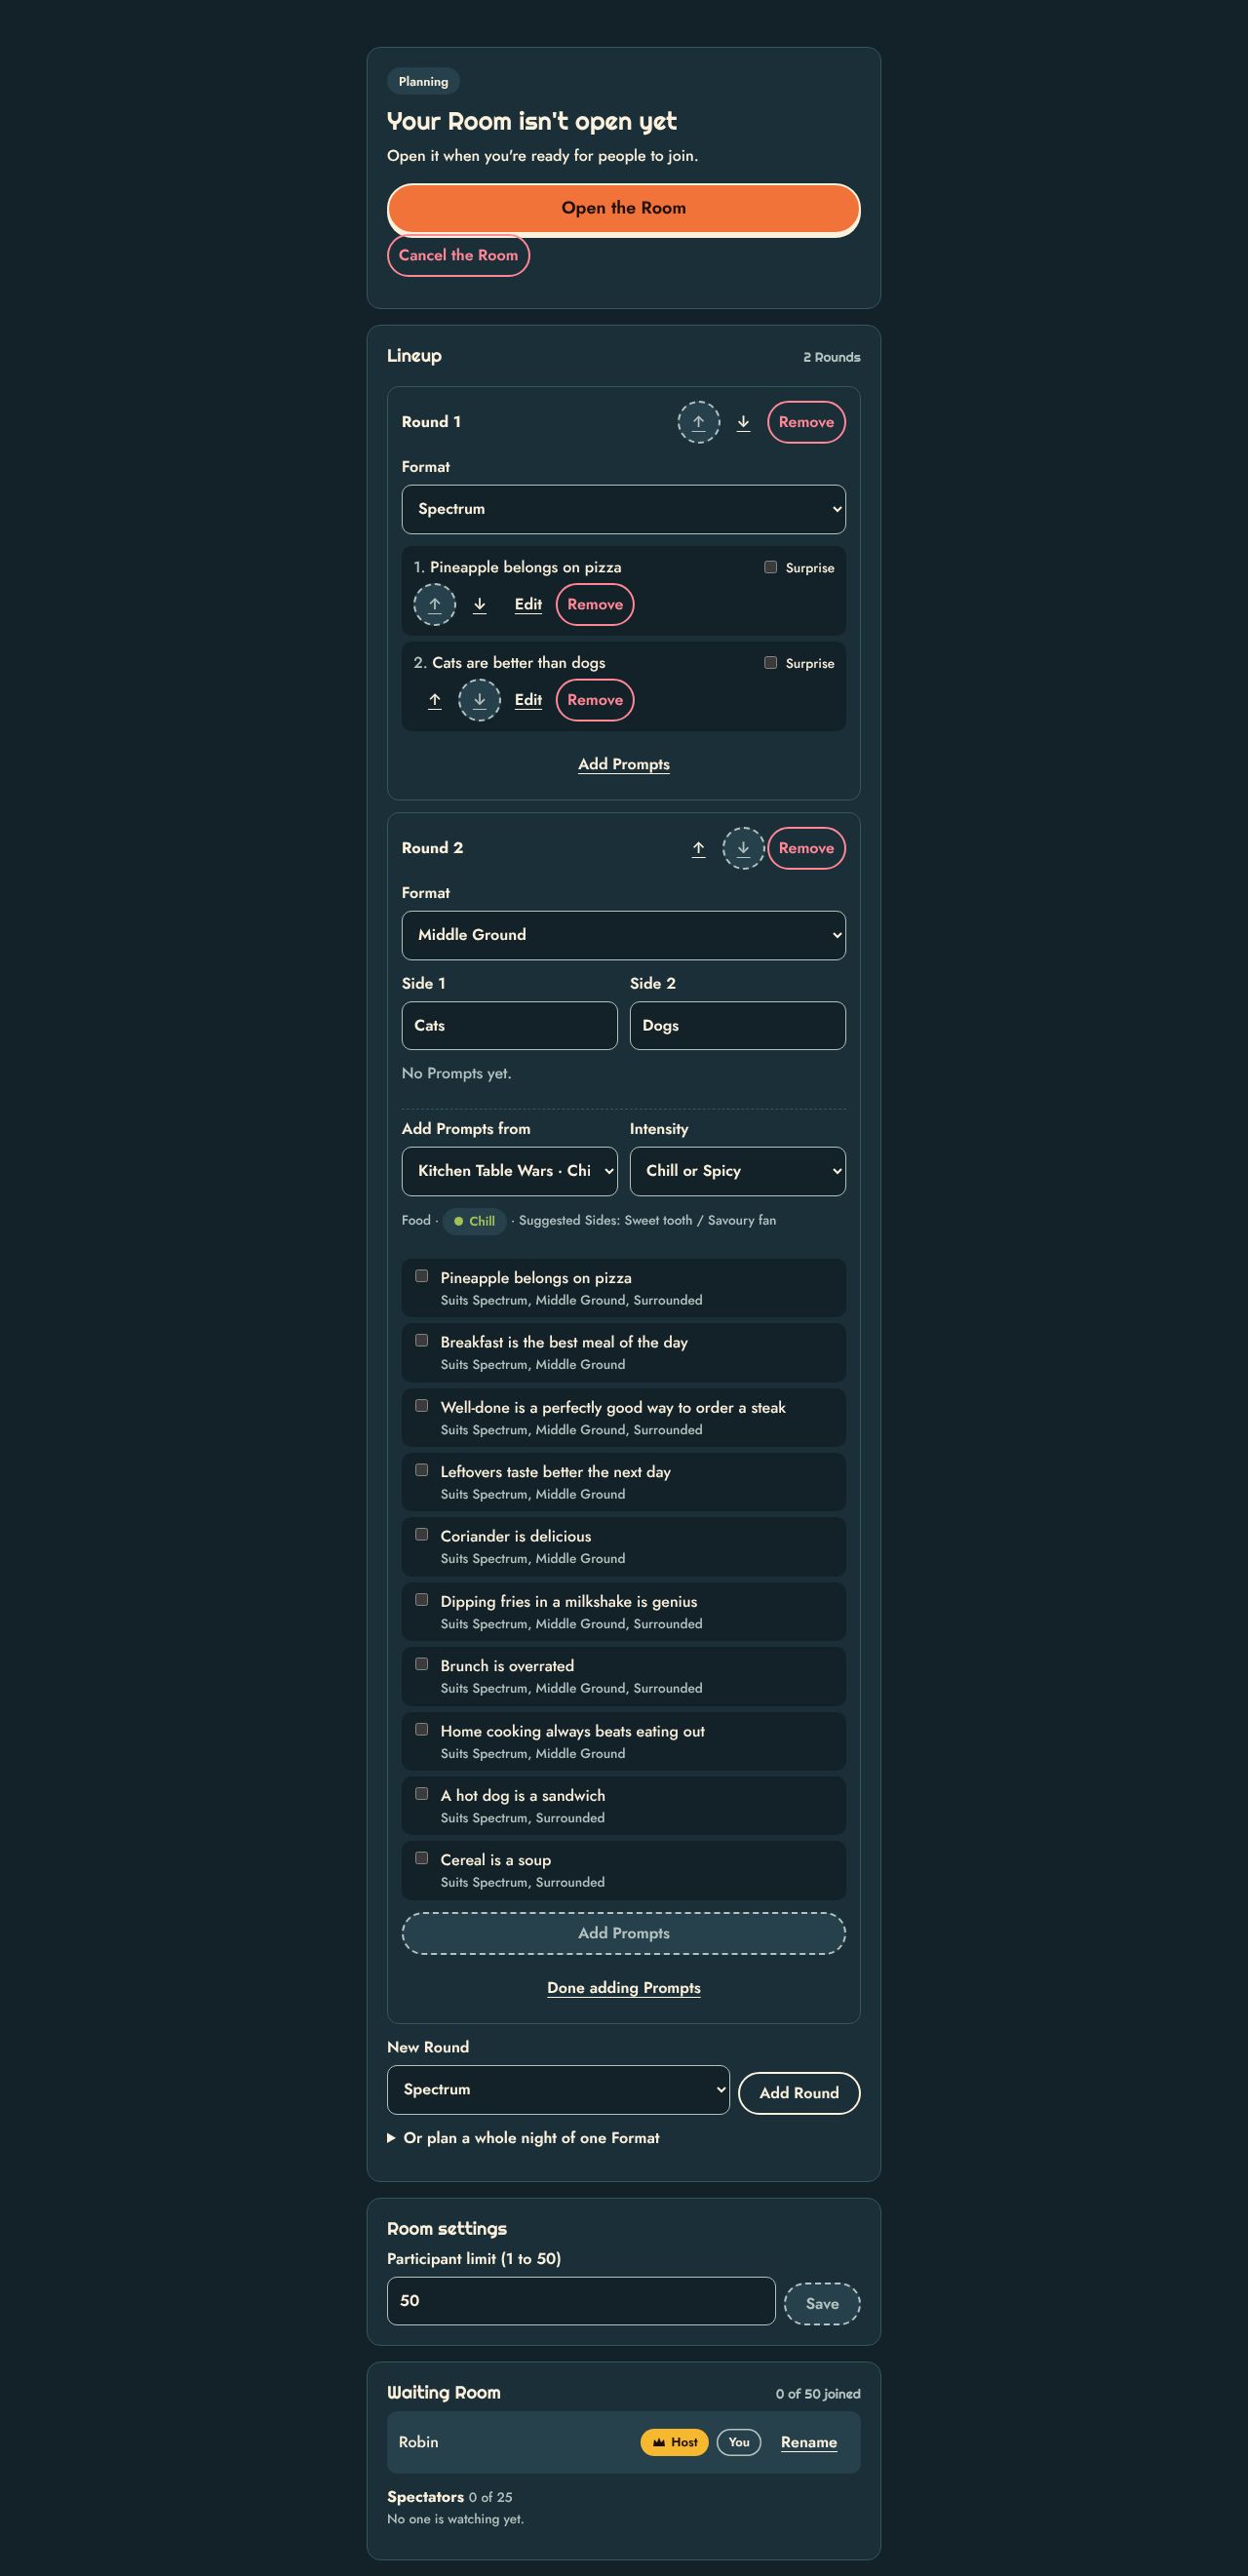 Planning
Your Room isn't open yet
Open it when you're ready for people to join.
Open the Room
Cancel the Room
Lineup
2 Rounds
Round 1
↑ ↓ Remove
Format
Spectrum
1. Pineapple belongs on pizza
Surprise
↑ ↓ Edit Remove
2. Cats are better than dogs
Surprise
↑ ↓ Edit Remove
Add Prompts
Round 2
↑ ↓ Remove
Format
Middle Ground
Side 1 Side 2
Cats Dogs
No Prompts yet.
Add Prompts from Intensity
Kitchen Table Wars · Chi Chill or Spicy
Food · Chill · Suggested Sides: Sweet tooth / Savoury fan
Pineapple belongs on pizza
Suits Spectrum, Middle Ground, Surrounded
Breakfast is the best meal of the day
Suits Spectrum, Middle Ground
Well-done is a perfectly good way to order a steak
Suits Spectrum, Middle Ground, Surrounded
Leftovers taste better the next day
Suits Spectrum, Middle Ground
Coriander is delicious
Suits Spectrum, Middle Ground
Dipping fries in a milkshake is genius
Suits Spectrum, Middle Ground, Surrounded
Brunch is overrated
Suits Spectrum, Middle Ground, Surrounded
Home cooking always beats eating out
Suits Spectrum, Middle Ground
A hot dog is a sandwich
Suits Spectrum, Surrounded
Cereal is a soup
Suits Spectrum, Surrounded
Add Prompts
Done adding Prompts
New Round
Spectrum
Add Round
Or plan a whole night of one Format
Room settings
Participant limit (1 to 50)
50
Save
Waiting Room
0 of 50 joined
Robin
Host You Rename
Spectators 0 of 25
No one is watching yet.